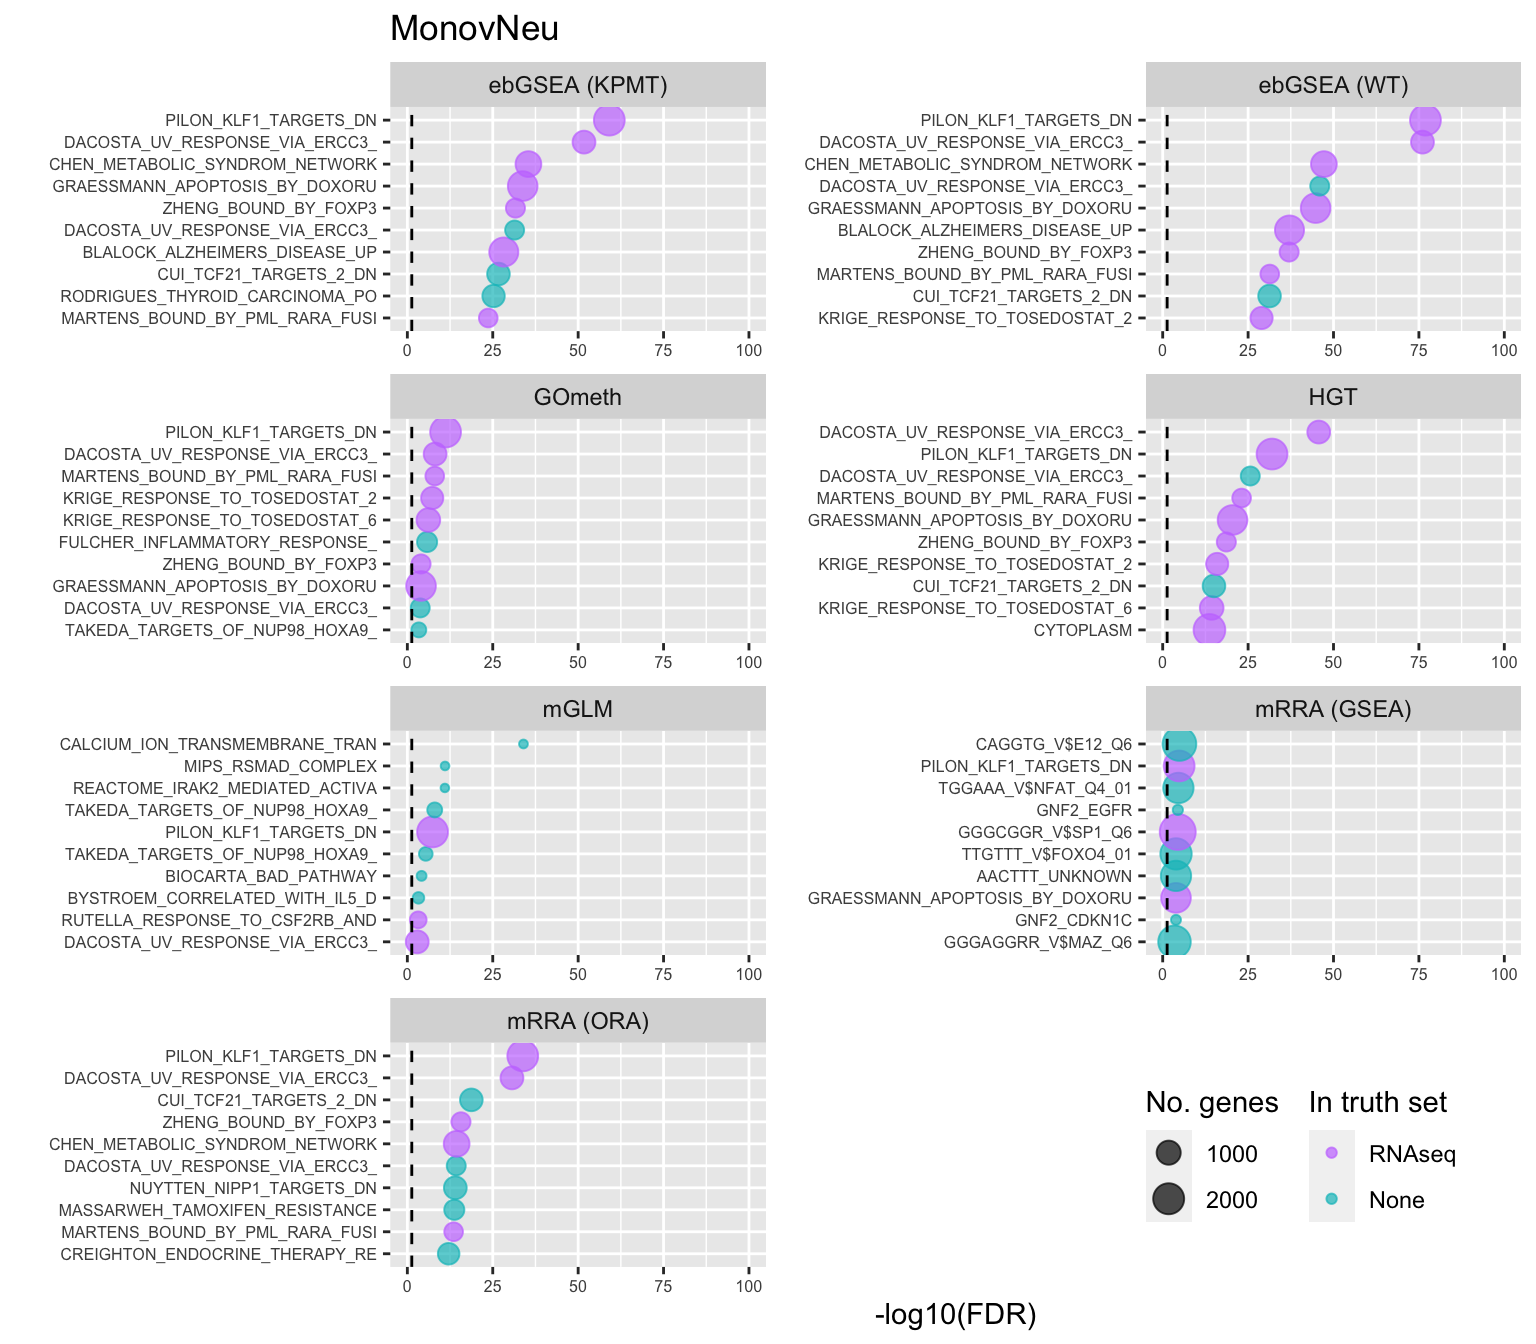 MonovNeu
ebGSEA (KPMT)
PILON_KLF1_TARGETS_DN
DACOSTA_UV_RESPONSE_VIA_ERCC3_
CHEN_METABOLIC_SYNDROM_NETWORK
GRAESSMANN_APOPTOSIS_BY_DOXORU
ZHENG_BOUND_BY_FOXP3
DACOSTA_UV_RESPONSE_VIA_ERCC3_
BLALOCK_ALZHEIMERS_DISEASE_UP
CUI_TCF21_TARGETS_2_DN
RODRIGUES_THYROID_CARCINOMA_PO
MARTENS_BOUND_BY_PML_RARA_FUSI
0 25 50 75 100
ebGSEA (WT)
PILON_KLF1_TARGETS_DN
DACOSTA_UV_RESPONSE_VIA_ERCC3_
CHEN_METABOLIC_SYNDROM_NETWORK
DACOSTA_UV_RESPONSE_VIA_ERCC3_
GRAESSMANN_APOPTOSIS_BY_DOXORU
BLALOCK_ALZHEIMERS_DISEASE_UP
ZHENG_BOUND_BY_FOXP3
MARTENS_BOUND_BY_PML_RARA_FUSI
CUI_TCF21_TARGETS_2_DN
KRIGE_RESPONSE_TO_TOSEDOSTAT_2
0 25 50 75 100
GOmeth
PILON_KLF1_TARGETS_DN
DACOSTA_UV_RESPONSE_VIA_ERCC3_
MARTENS_BOUND_BY_PML_RARA_FUSI
KRIGE_RESPONSE_TO_TOSEDOSTAT_2
KRIGE_RESPONSE_TO_TOSEDOSTAT_6
FULCHER_INFLAMMATORY_RESPONSE_
ZHENG_BOUND_BY_FOXP3
GRAESSMANN_APOPTOSIS_BY_DOXORU
DACOSTA_UV_RESPONSE_VIA_ERCC3_
TAKEDA_TARGETS_OF_NUP98_HOXA9_
0 25 50 75 100
HGT
DACOSTA_UV_RESPONSE_VIA_ERCC3_
PILON_KLF1_TARGETS_DN
DACOSTA_UV_RESPONSE_VIA_ERCC3_
MARTENS_BOUND_BY_PML_RARA_FUSI
GRAESSMANN_APOPTOSIS_BY_DOXORU
ZHENG_BOUND_BY_FOXP3
KRIGE_RESPONSE_TO_TOSEDOSTAT_2
CUI_TCF21_TARGETS_2_DN
KRIGE_RESPONSE_TO_TOSEDOSTAT_6
CYTOPLASM
0 25 50 75 100
mGLM
CALCIUM_ION_TRANSMEMBRANE_TRAN
MIPS_RSMAD_COMPLEX
REACTOME_IRAK2_MEDIATED_ACTIVA
TAKEDA_TARGETS_OF_NUP98_HOXA9_
PILON_KLF1_TARGETS_DN
TAKEDA_TARGETS_OF_NUP98_HOXA9_
BIOCARTA_BAD_PATHWAY
BYSTROEM_CORRELATED_WITH_IL5_D
RUTELLA_RESPONSE_TO_CSF2RB_AND
DACOSTA_UV_RESPONSE_VIA_ERCC3_
0 25 50 75 100
mRRA (GSEA)
CAGGTG_V$E12_Q6
PILON_KLF1_TARGETS_DN
TGGAAA_V$NFAT_Q4_01
GNF2_EGFR
GGGCGGR_V$SP1_Q6
TTGTTT_V$FOXO4_01
AACTTT_UNKNOWN
GRAESSMANN_APOPTOSIS_BY_DOXORU
GNF2_CDKN1C
GGGAGGRR_V$MAZ_Q6
0 25 50 75 100
mRRA (ORA)
PILON_KLF1_TARGETS_DN
DACOSTA_UV_RESPONSE_VIA_ERCC3_
CUI_TCF21_TARGETS_2_DN
ZHENG_BOUND_BY_FOXP3
CHEN_METABOLIC_SYNDROM_NETWORK
DACOSTA_UV_RESPONSE_VIA_ERCC3_
NUYTTEN_NIPP1_TARGETS_DN
MASSARWEH_TAMOXIFEN_RESISTANCE
MARTENS_BOUND_BY_PML_RARA_FUSI
CREIGHTON_ENDOCRINE_THERAPY_RE
0 25 50 75 100
No. genes
1000
2000
In truth set
RNAseq
None
-log10(FDR)